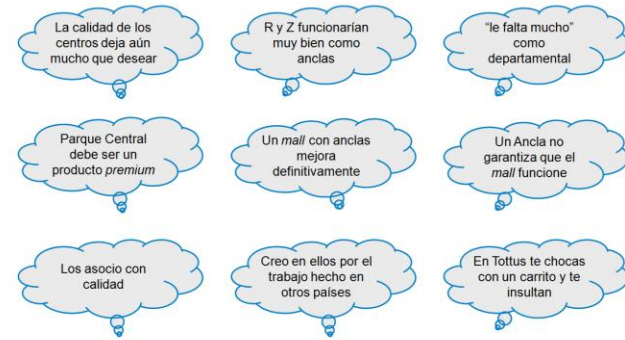 La calidad de los
centros deja aún
mucho que desear
R y Z funcionarían
muy bien como
anclas
“le falta mucho”
como
departamental
Parque Central
debe ser un
producto premium
Un mall con anclas
mejora
definitivamente
Un Ancla no
garantiza que el
mall funcione
Los asocio con
calidad
Creo en ellos por el
trabajo hecho en
otros países
En Tottus te chocas
con un carrito y te
insultan